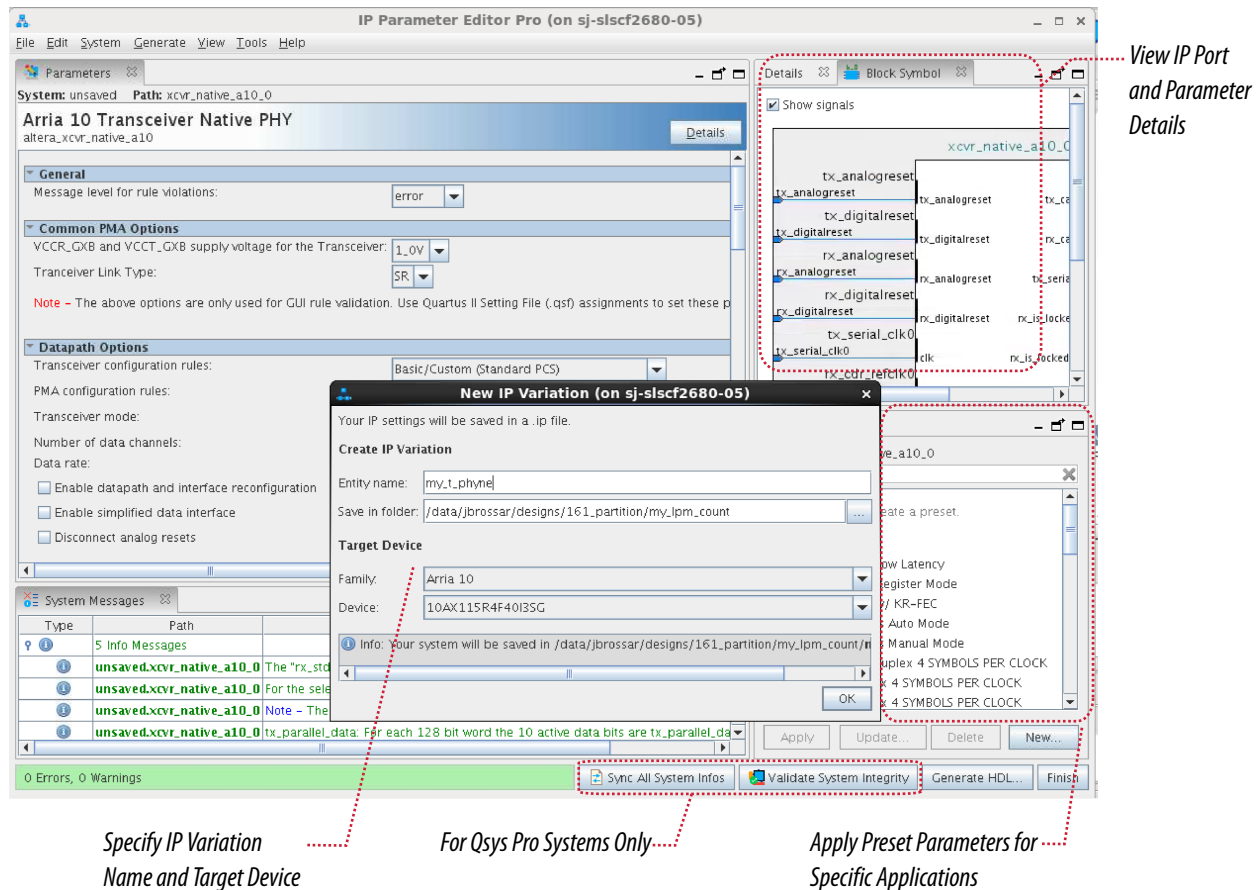 IP Parameter Editor Pro (on sj-slscf2680-05)
File Edit System Generate View Tools Help
Parameters
System: unsaved Path: xcvr_native_a10_0
Arria 10 Transceiver Native PHY
altera_xcvr_native_a10
Details
General
Message level for rule violations: error
Common PMA Options
VCCR_GXB and VCCT_GXB supply voltage for the Transceiver: 1_0V
Tranceiver Link Type: SR
Note - The above options are only used for GUI rule validation. Use Quartus II Setting File (.qsf) assignments to set these p
Datapath Options
Transceiver configuration rules: Basic/Custom (Standard PCS)
PMA configuration rules:
Transceiver mode:
Number of data channels:
Data rate:
Enable datapath and interface reconfiguration
Enable simplified data interface
Disconnect analog resets
Details Block Symbol
Show signals
xcvr_native_a10_0
tx_analogreset
tx_analogreset
tx_analogreset tx_ca
tx_digitalreset
tx_digitalreset
tx_digitalreset rx_ca
rx_analogreset
rx_analogreset
rx_analogreset tx_seria
rx_digitalreset
rx_digitalreset
rx_digitalreset rx_is_locke
tx_serial_clk0
tx_serial_clk0
clk rx_is_locked
rx_cdr_refclk0
View IP Port
and Parameter
Details
New IP Variation (on sj-slscf2680-05)
Your IP settings will be saved in a .ip file.
Create IP Variation
Entity name: my_t_phyne
Save in folder: /data/jbrossar/designs/161_partition/my_lpm_count ...
Target Device
Family: Arria 10
Device: 10AX115R4F40I3SG
Info: Your system will be saved in /data/jbrossar/designs/161_partition/my_lpm_count/
OK
ve_a10_0
eate a preset.
ow Latency
egister Mode
/ KR-FEC
Auto Mode
Manual Mode
uplex 4 SYMBOLS PER CLOCK
x 4 SYMBOLS PER CLOCK
x 4 SYMBOLS PER CLOCK
Apply Update... Delete New...
System Messages
Type Path
5 Info Messages
unsaved.xcvr_native_a10_0 The "rx_std
unsaved.xcvr_native_a10_0 For the sele
unsaved.xcvr_native_a10_0 Note - The
unsaved.xcvr_native_a10_0 tx_parallel_data: For each 128 bit word the 10 active data bits are tx_parallel_da
0 Errors, 0 Warnings
Sync All System Infos Validate System Integrity Generate HDL... Finish
Specify IP Variation
Name and Target Device
For Qsys Pro Systems Only
Apply Preset Parameters for
Specific Applications